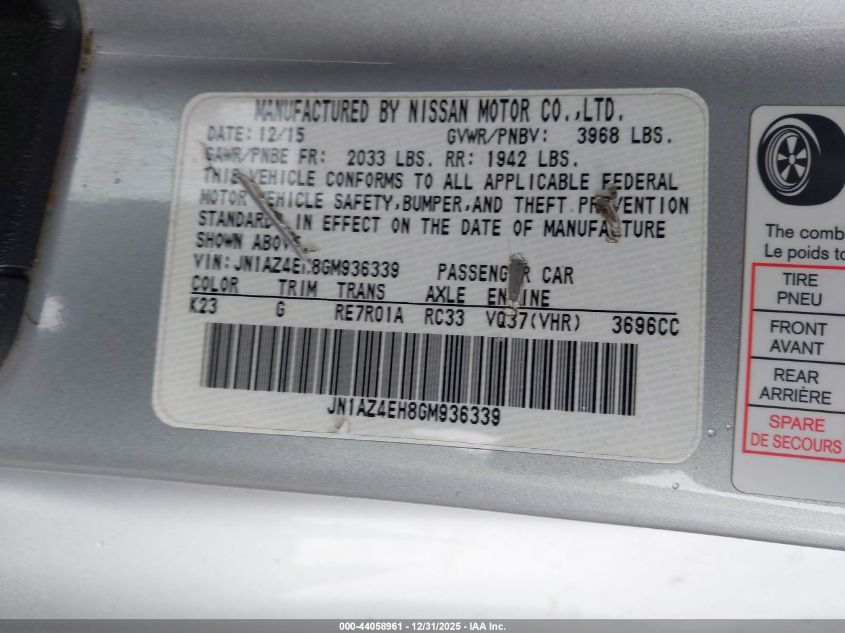 MANUFACTURED BY NISSAN MOTOR CO.,LTD.
DATE: 12/15 GVWR/PNBV: 3968 LBS.
GAWR/PNBE FR: 2033 LBS. RR: 1942 LBS.
THIS VEHICLE CONFORMS TO ALL APPLICABLE FEDERAL
MOTOR VEHICLE SAFETY,BUMPER,AND THEFT PREVENTION
STANDARDS IN EFFECT ON THE DATE OF MANUFACTURE
SHOWN ABOVE.
VIN: JN1AZ4EH8GM936339 PASSENGER CAR
COLOR TRIM TRANS AXLE ENGINE
K23 G RE7R01A RC33 VQ37(VHR) 3696CC
JN1AZ4EH8GM936339
The comb
Le poids to
TIRE
PNEU
FRONT
AVANT
REAR
ARRIÈRE
SPARE
DE SECOURS
000-44058961 - 12/31/2025 - IAA Inc.